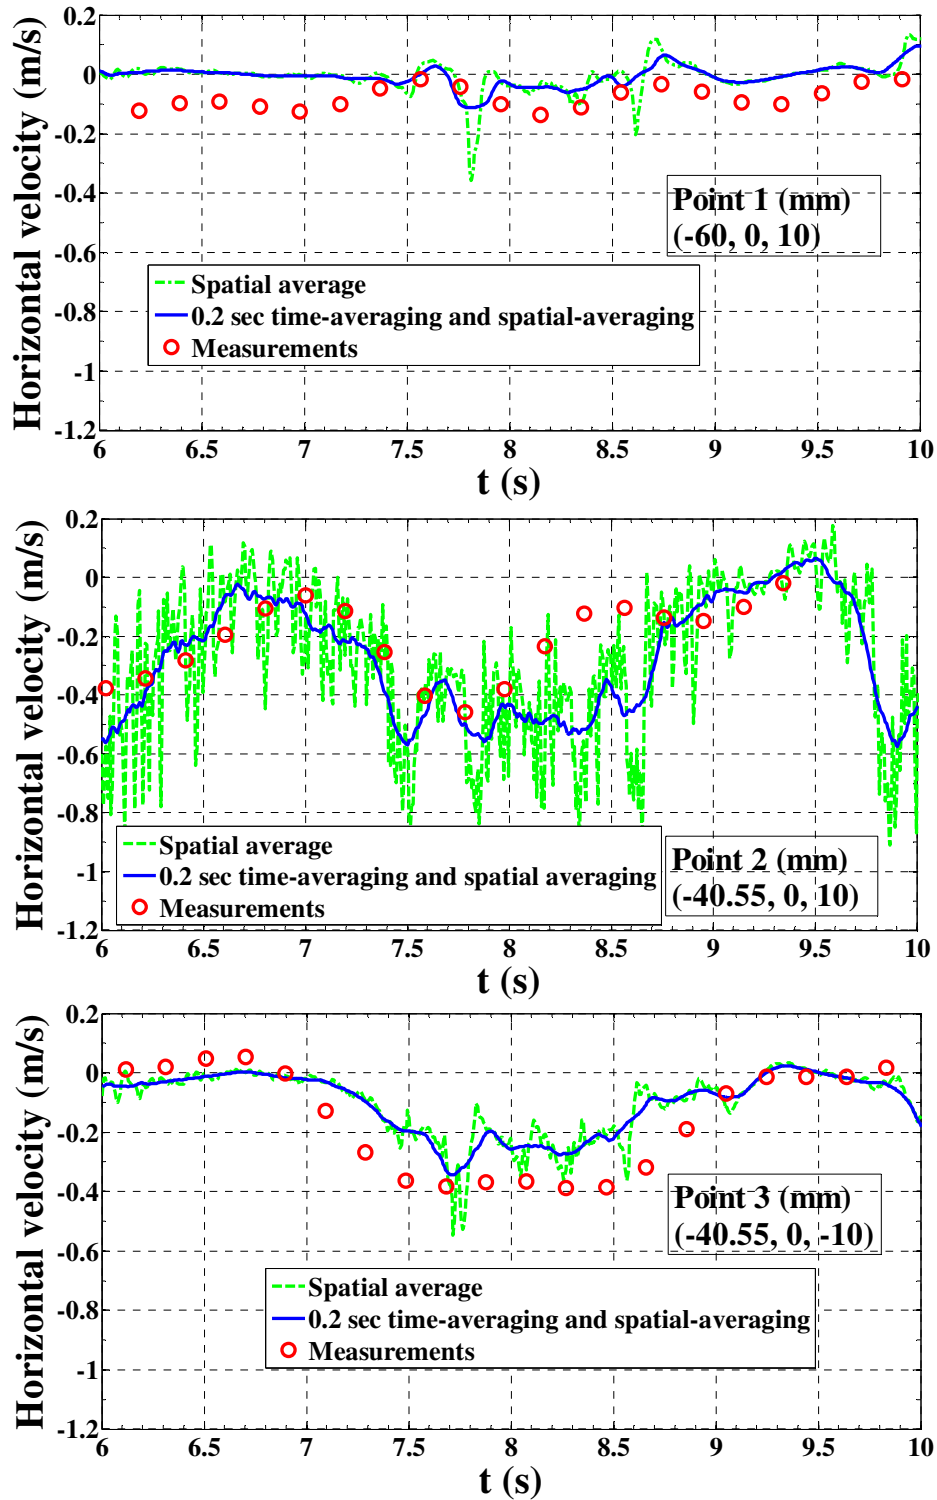 0.2
0
-0.2
-0.4
-0.6
-0.8
-1
-1.2
Horizontal velocity (m/s)
Point 1 (mm)
(-60, 0, 10)
Spatial average
0.2 sec time-averaging and spatial-averaging
Measurements
6 6.5 7 7.5 8 8.5 9 9.5 10
t (s)
0.2
0
-0.2
-0.4
-0.6
-0.8
-1
-1.2
Horizontal velocity (m/s)
Spatial average
0.2 sec time-averaging and spatial averaging
Measurements
Point 2 (mm)
(-40.55, 0, 10)
6 6.5 7 7.5 8 8.5 9 9.5 10
t (s)
0.2
0
-0.2
-0.4
-0.6
-0.8
-1
-1.2
Horizontal velocity (m/s)
Point 3 (mm)
(-40.55, 0, -10)
Spatial average
0.2 sec time-averaging and spatial-averaging
Measurements
6 6.5 7 7.5 8 8.5 9 9.5 10
t (s)